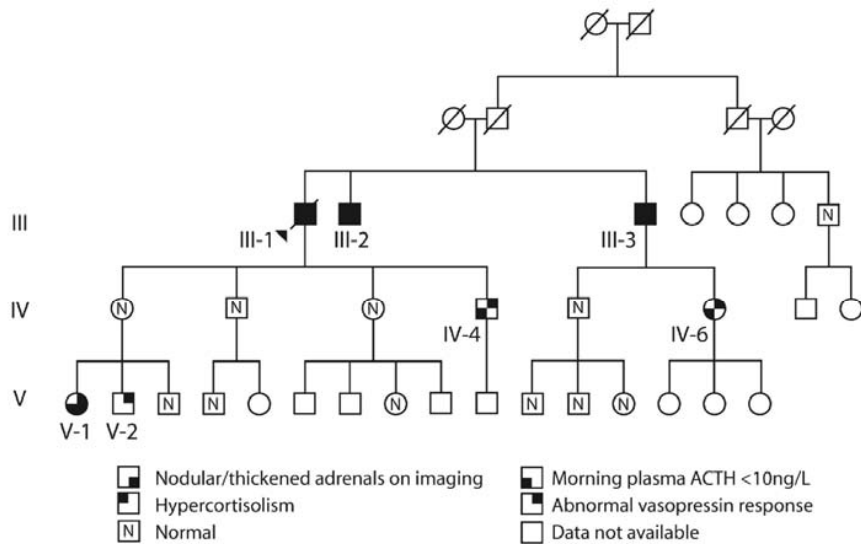 III
N
III-1
III-2
III-3
IV
N
N
N
N
IV-4
IV-6
V
N
N
N
N
N
N
V-1
V-2
Nodular/thickened adrenals on imaging
Morning plasma ACTH <10ng/L
Hypercortisolism
Abnormal vasopressin response
N
Normal
Data not available